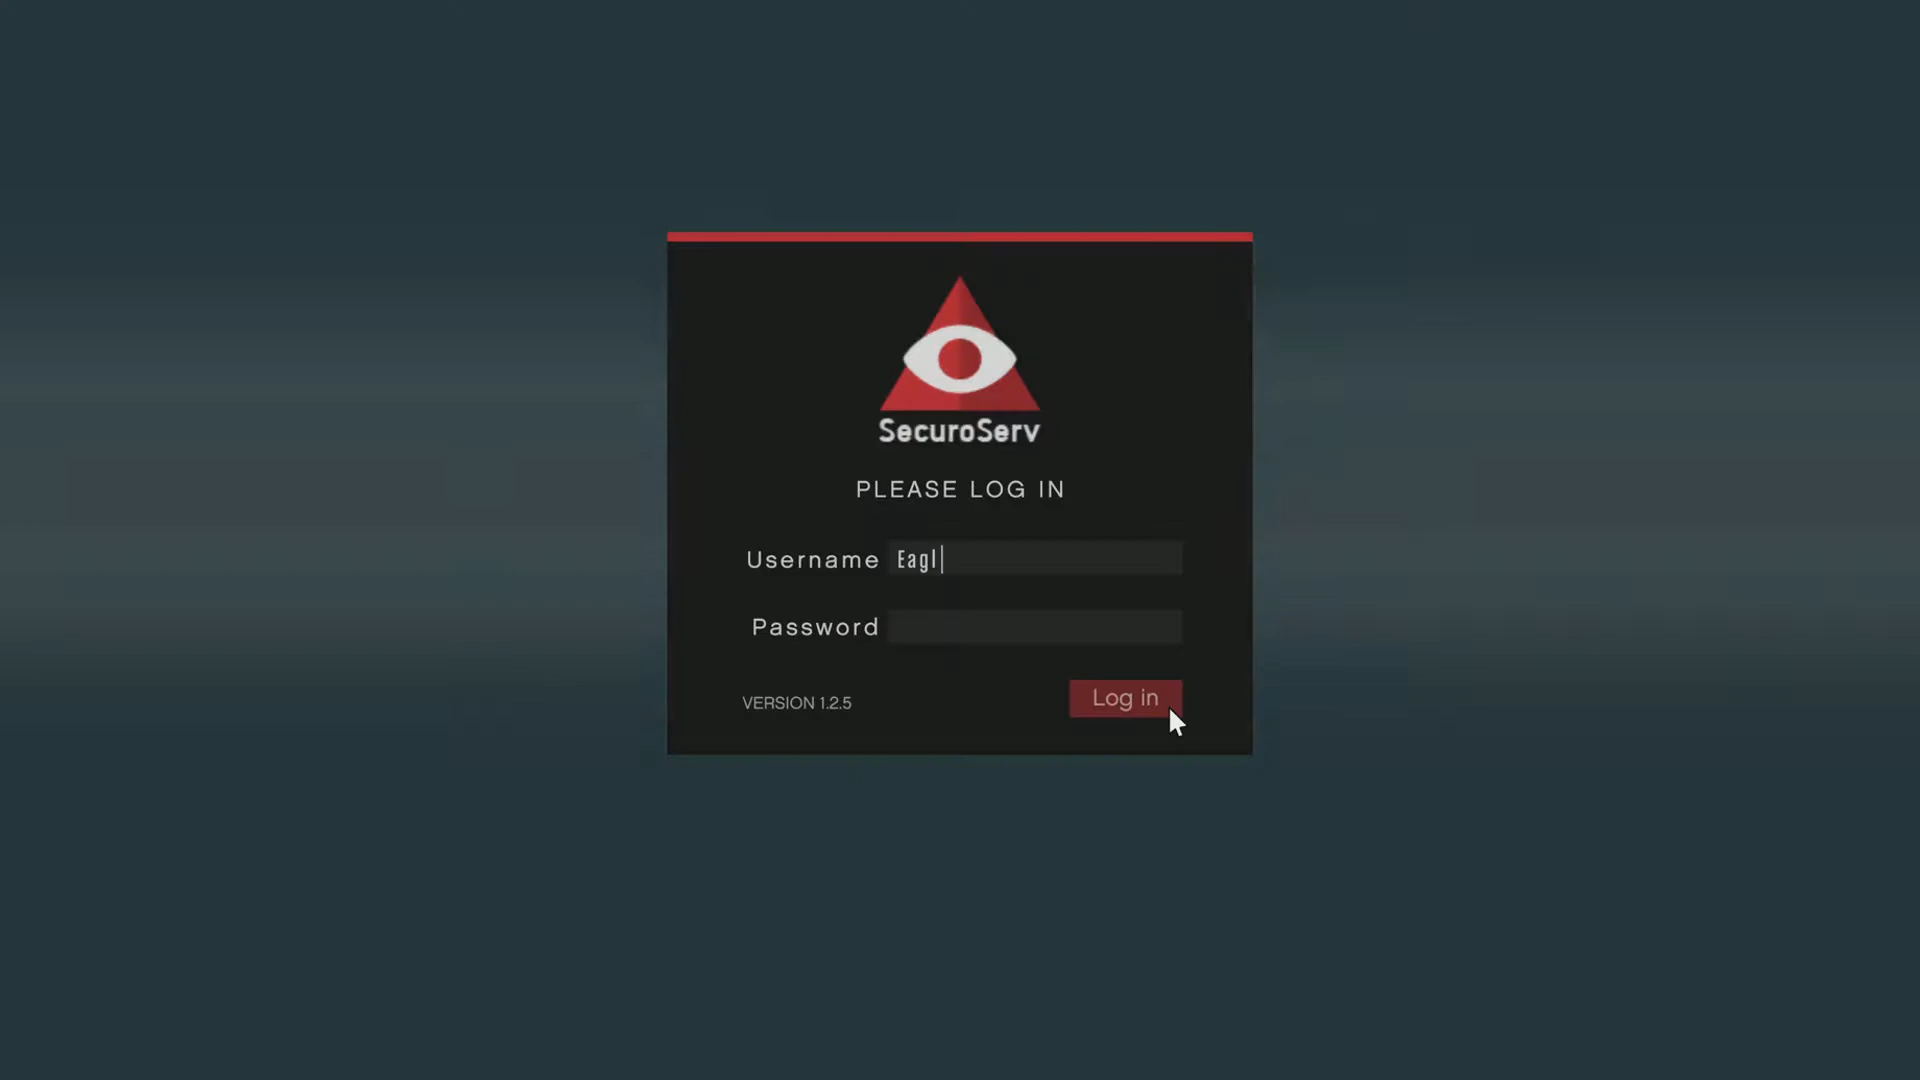 SecuroServ
PLEASE LOG IN
Username Eagl
Password
VERSION 1.2.5 Log in